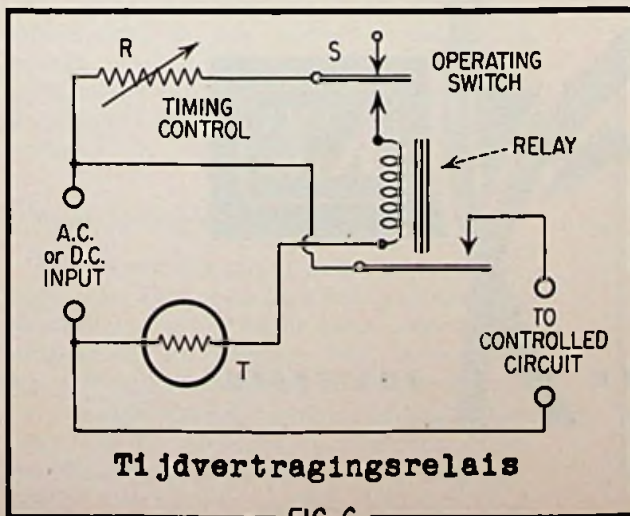 R
S
OPERATING
SWITCH
TIMING
CONTROL
RELAY
A.C.
or D.C.
INPUT
T
TO
CONTROLLED
CIRCUIT
Tijdvertragingsrelais